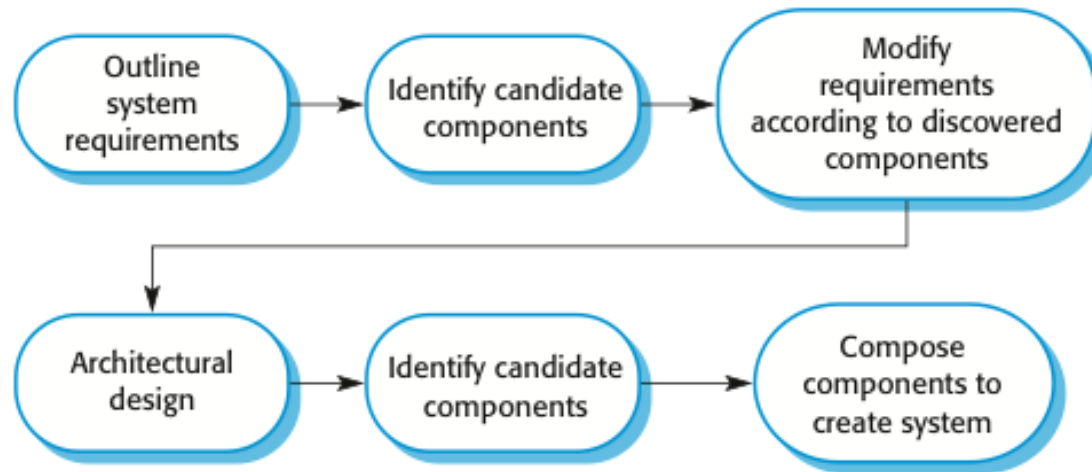 Outline
system
requirements
Identify candidate
components
Modify
requirements
according to discovered
components
Architectural
design
Identify candidate
components
Compose
components to
create system